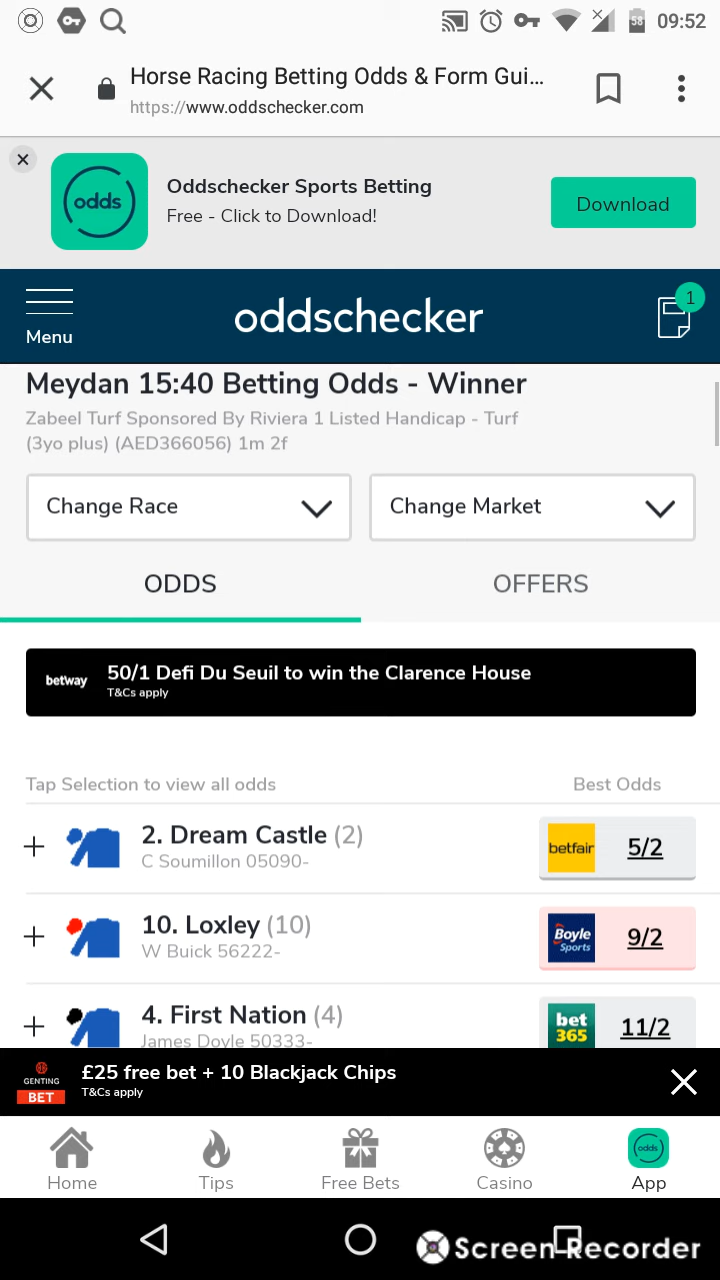 58 09:52
Horse Racing Betting Odds & Form Gui...
https://www.oddschecker.com
odds
Oddschecker Sports Betting
Free - Click to Download!
Download
Menu
oddschecker
1
Meydan 15:40 Betting Odds - Winner
Zabeel Turf Sponsored By Riviera 1 Listed Handicap - Turf
(3yo plus) (AED366056) 1m 2f
Change Race
Change Market
ODDS
OFFERS
betway
50/1 Defi Du Seuil to win the Clarence House
T&Cs apply
Tap Selection to view all odds
Best Odds
2. Dream Castle (2)
C Soumillon 05090-
betfair
5/2
10. Loxley (10)
W Buick 56222-
Boyle
Sports
9/2
4. First Nation (4)
James Doyle 50333-
bet
365
11/2
GENTING
BET
£25 free bet + 10 Blackjack Chips
T&Cs apply
Home
Tips
Free Bets
Casino
odds
App
Screen Recorder